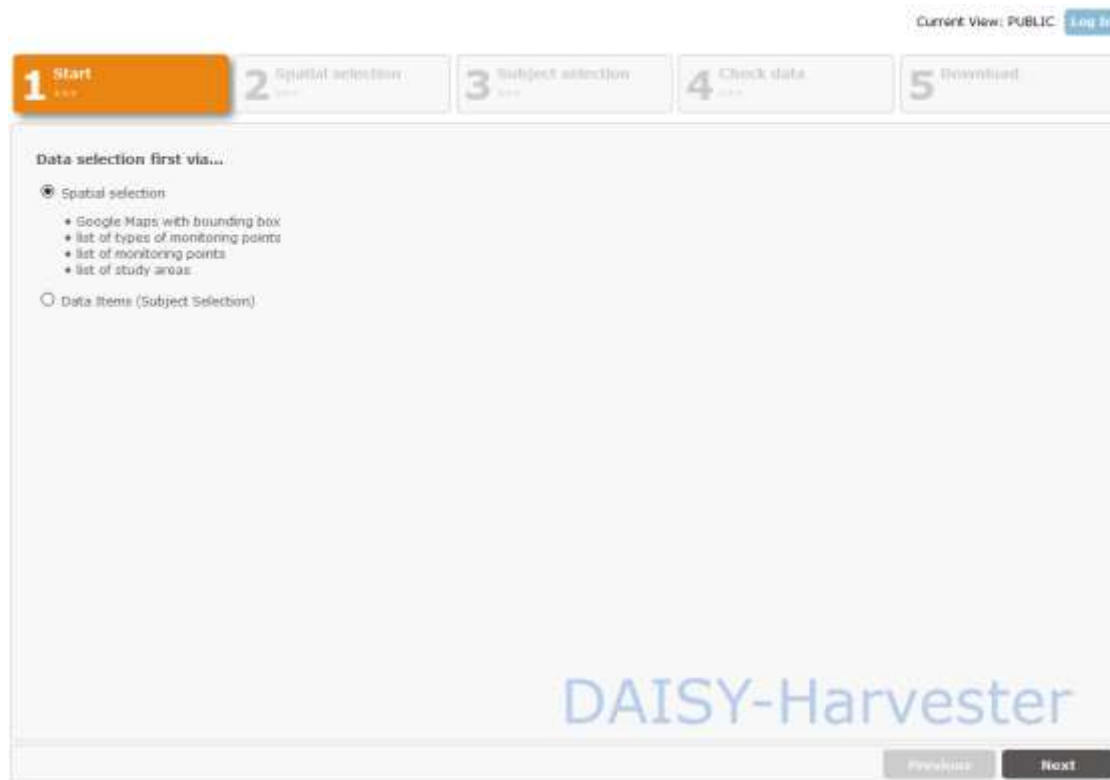 Current View: PUBLIC Log In
1 Start
2 Spatial selection
3 Subject selection
4 Check data
5 Download
Data selection first via...
Spatial selection
• Google Maps with bounding box
• list of types of monitoring points
• list of monitoring points
• list of study areas
Data Items (Subject Selection)
DAISY-Harvester
Previous Next